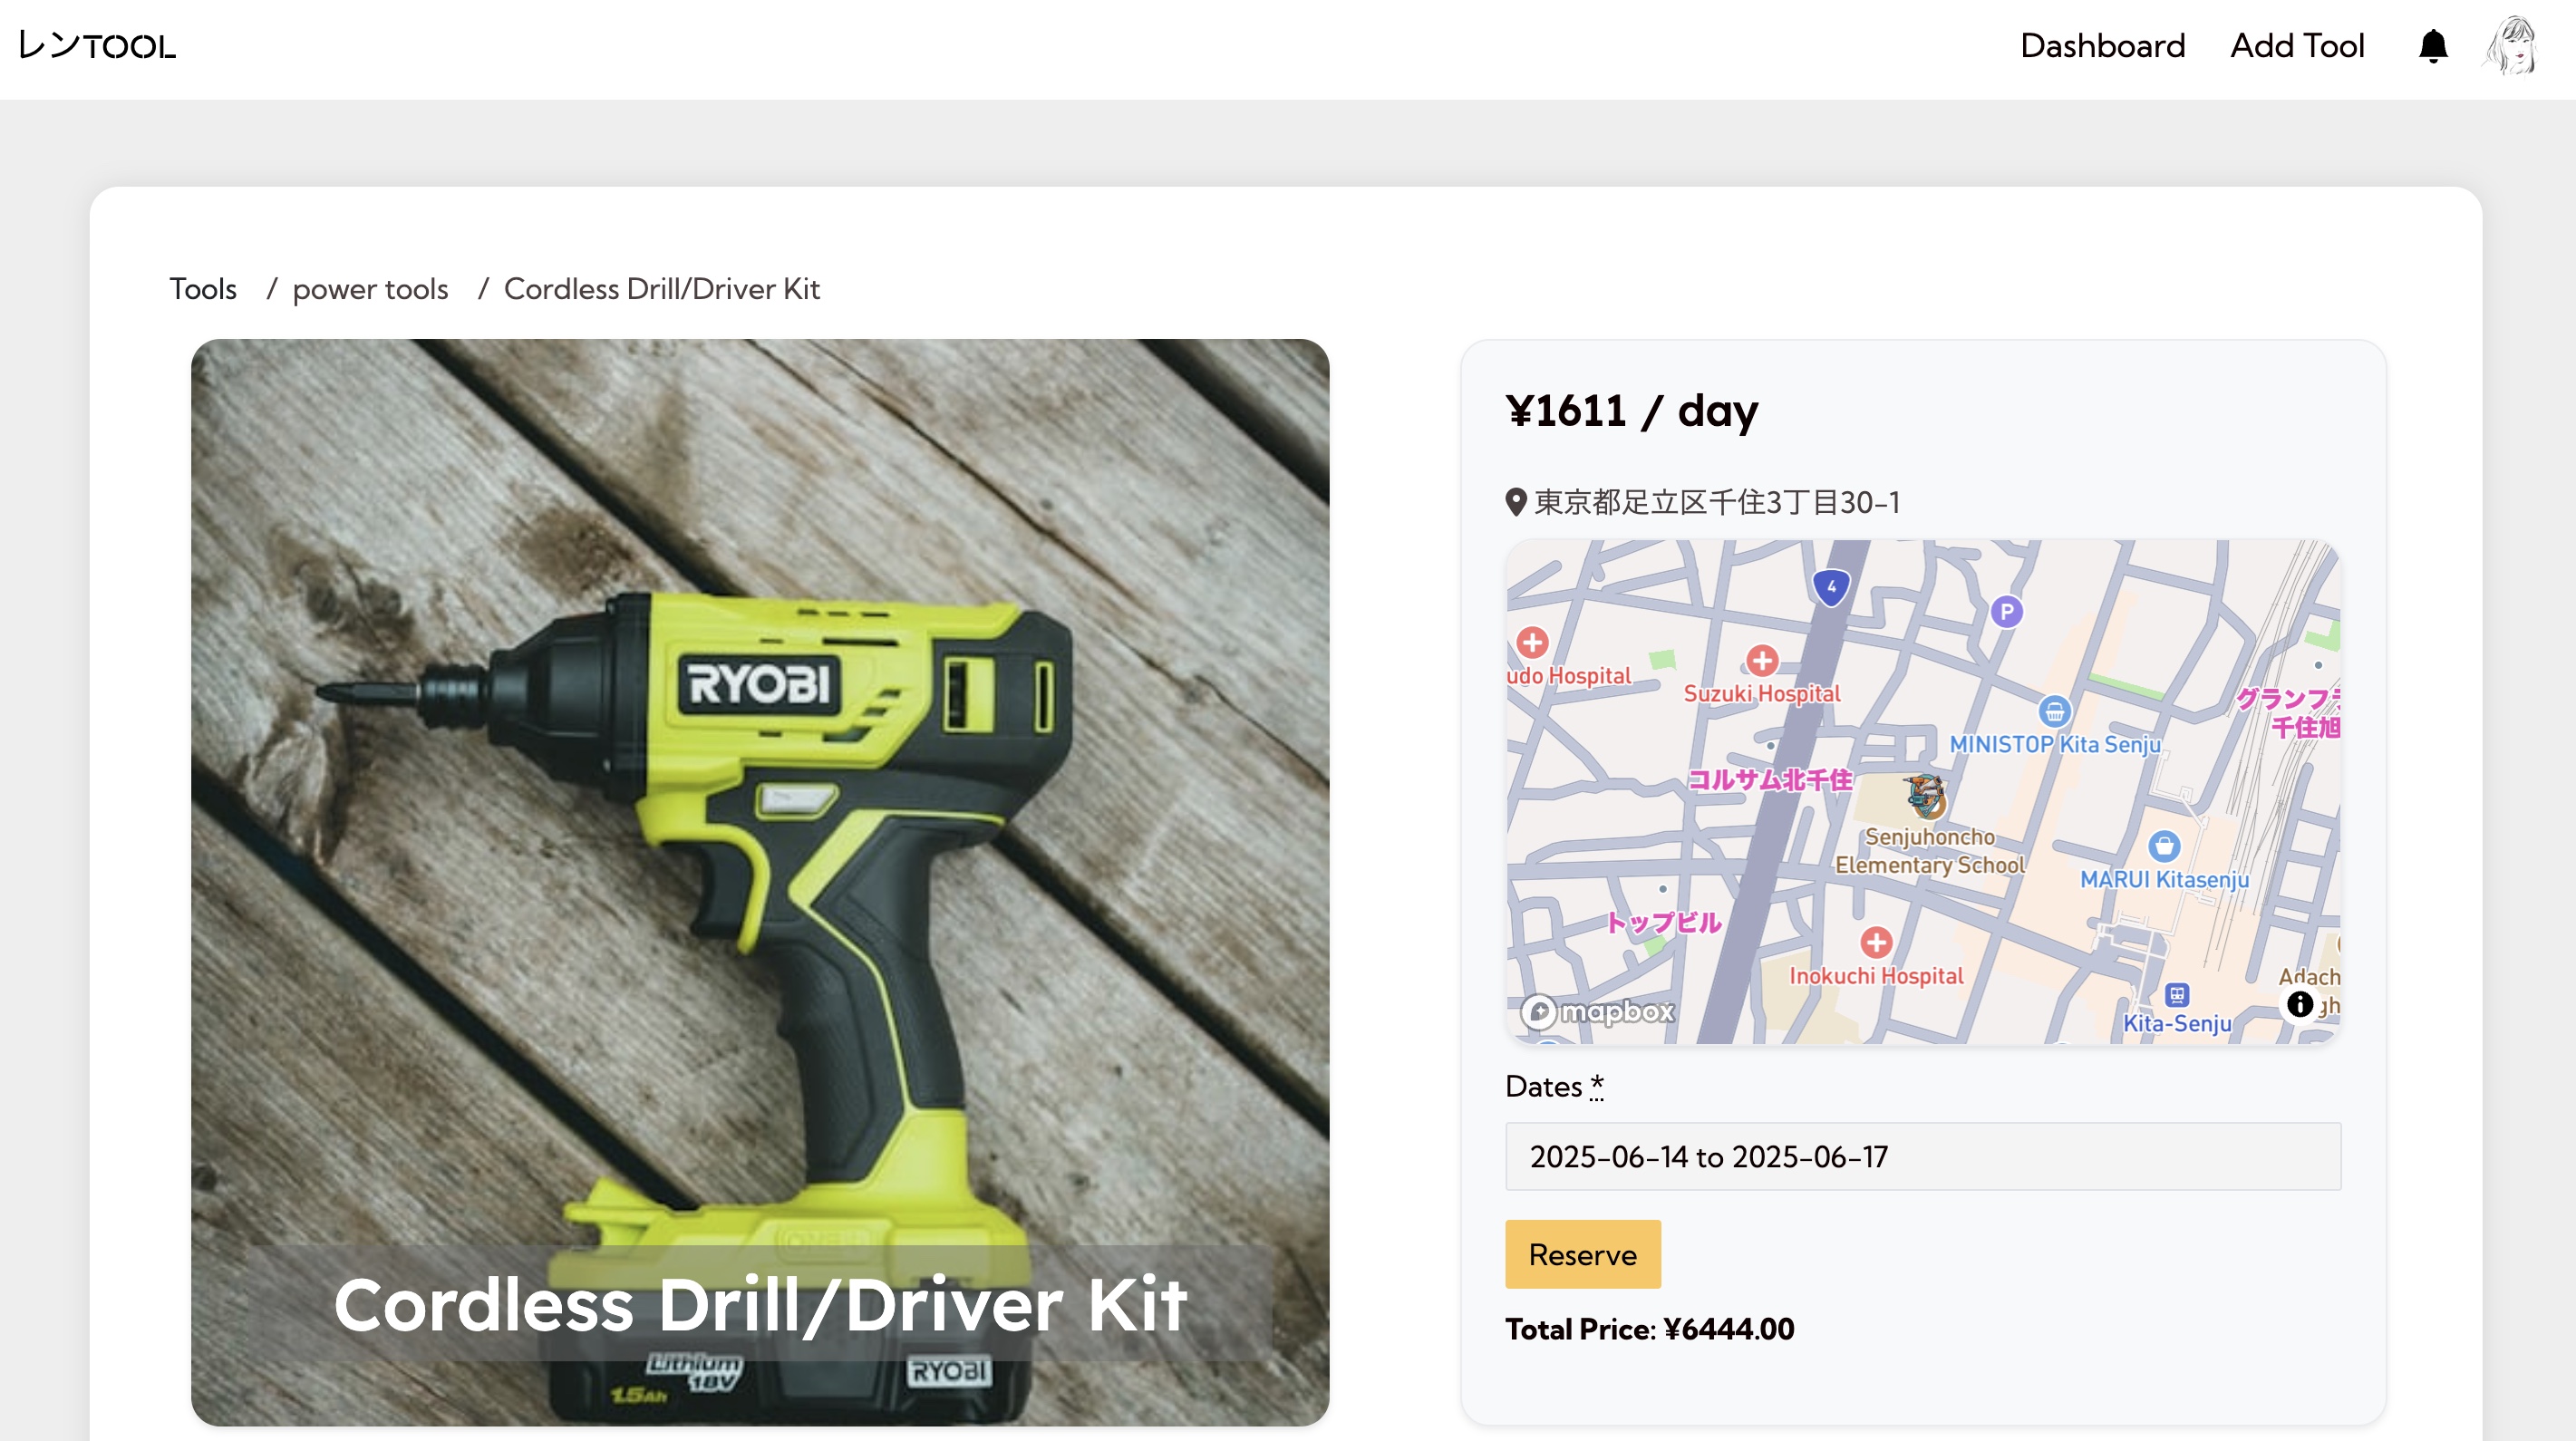 レンTOOL
Dashboard
Add Tool
Tools / power tools / Cordless Drill/Driver Kit
RYOBI
Cordless Drill/Driver Kit
Lithium
18V
1.5Ah
RYOBI
¥1611 / day
東京都足立区千住3丁目30-1
4
P
udo Hospital
Suzuki Hospital
グランフ
千住旭
MINISTOP Kita Senju
コルサム北千住
Senjuhoncho
Elementary School
MARUI Kitasenju
トップビル
Inokuchi Hospital
Adach
gh
mapbox
Kita-Senju
Dates *
2025-06-14 to 2025-06-17
Reserve
Total Price: ¥6444.00